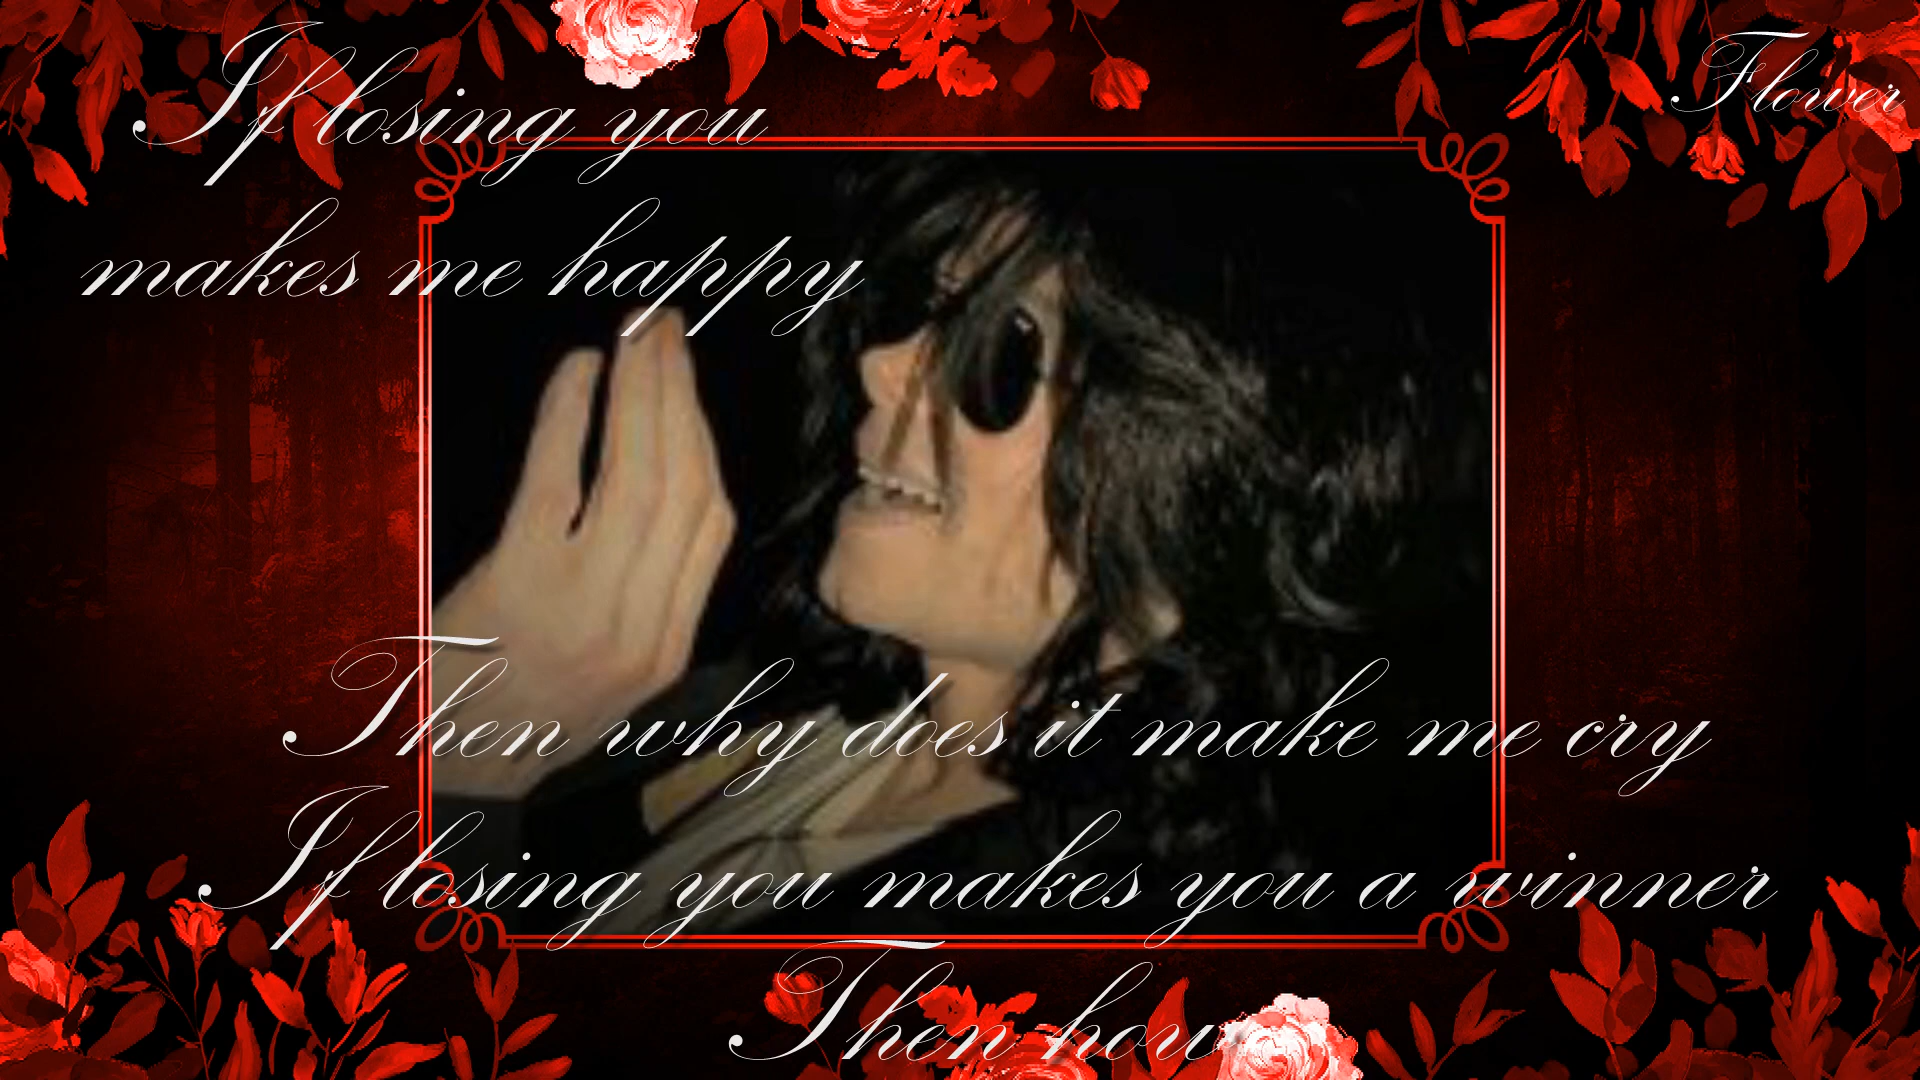 If losing you
Flower
makes me happy
Then why does it make me cry
If losing you makes you a winner
Then how